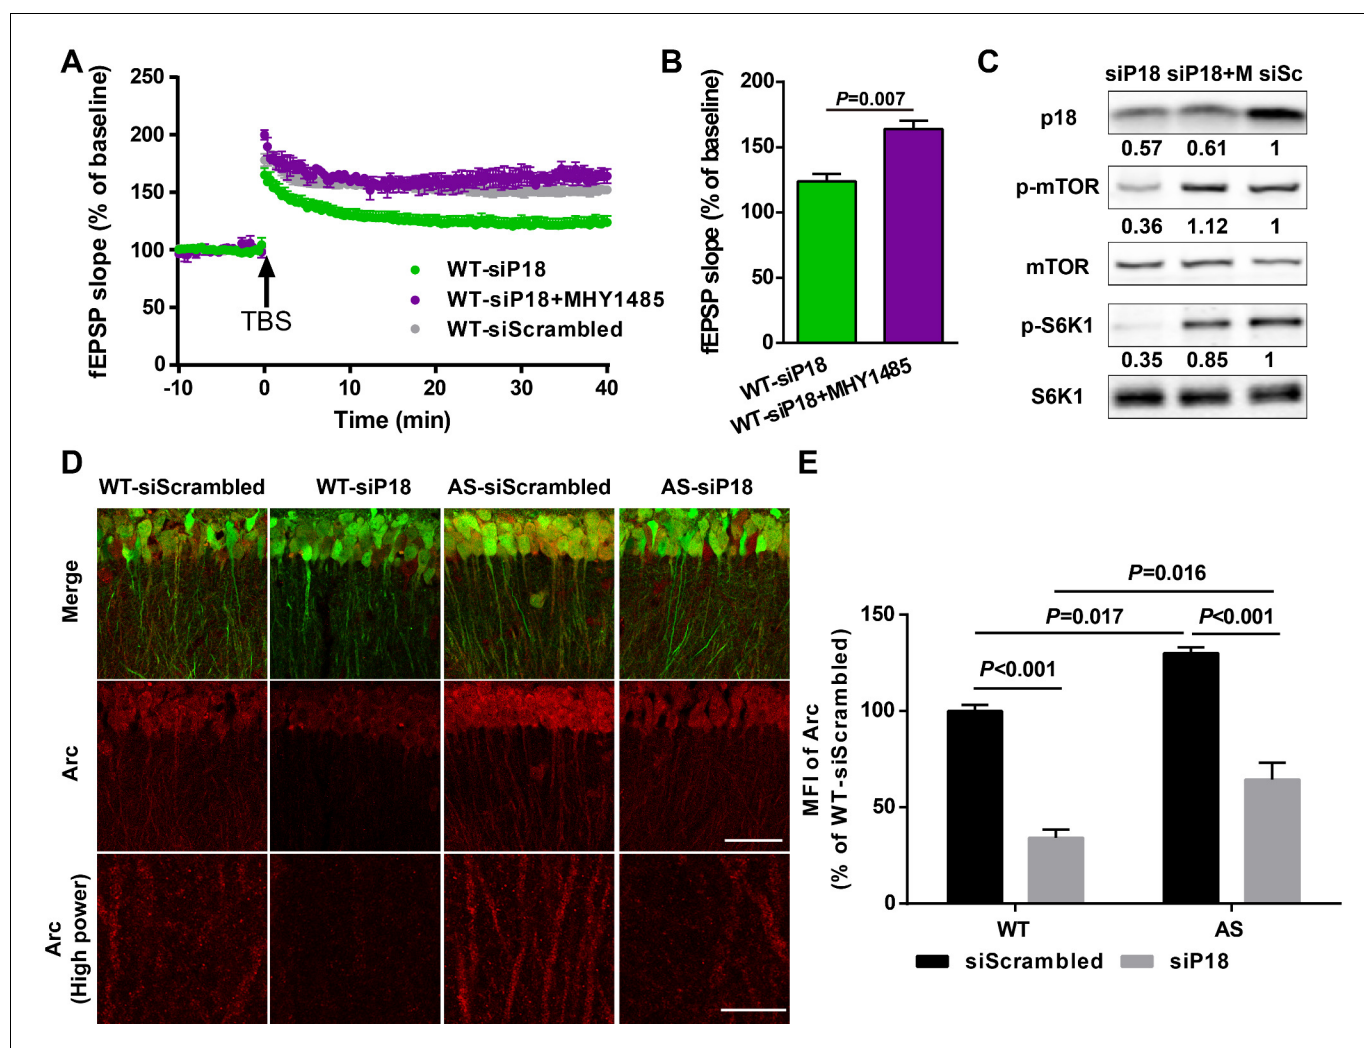 A
fEPSP slope (% of baseline)
250
200
150
100
50
0
-10
0
10
20
30
40
Time (min)
TBS
WT-siP18
WT-siP18+MHY1485
WT-siScrambled
B
fEPSP slope (% of baseline)
200
150
100
50
0
P=0.007
WT-siP18
WT-siP18+MHY1485
C
siP18 siP18+M siSc
p18
0.57 0.61 1
p-mTOR
0.36 1.12 1
mTOR
p-S6K1
0.35 0.85 1
S6K1
D
WT-siScrambled WT-siP18 AS-siScrambled AS-siP18
Merge
Arc
Arc
(High power)
E
MFI of Arc
(% of WT-siScrambled)
150
100
50
0
P=0.016
P=0.017
P<0.001
P<0.001
WT AS
siScrambled siP18